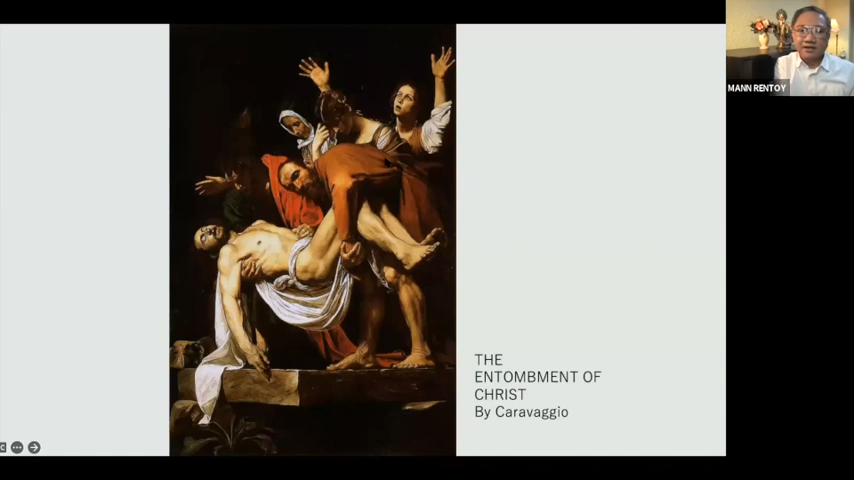 MANN RENTOY
THE
ENTOMBMENT OF
CHRIST
By Caravaggio